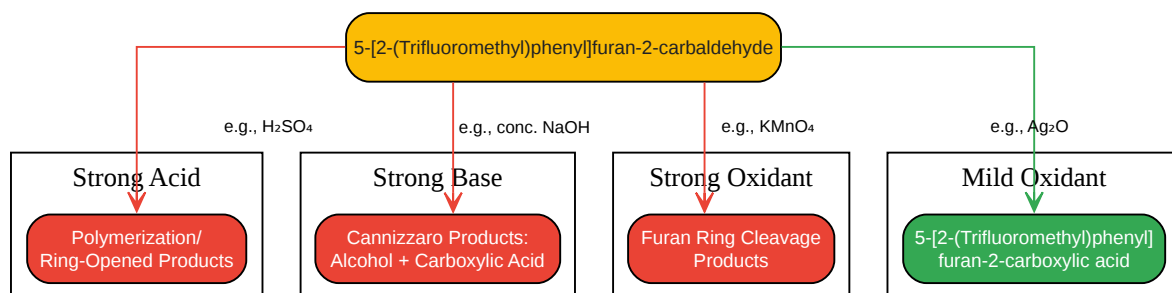 5-[2-(Trifluoromethyl)phenyl]furan-2-carbaldehyde
e.g., H₂SO₄
e.g., conc. NaOH
e.g., KMnO₄
e.g., Ag₂O
Strong Acid
Strong Base
Strong Oxidant
Mild Oxidant
Polymerization/
Ring-Opened Products
Cannizzaro Products:
Alcohol + Carboxylic Acid
Furan Ring Cleavage
Products
5-[2-(Trifluoromethyl)phenyl]
furan-2-carboxylic acid